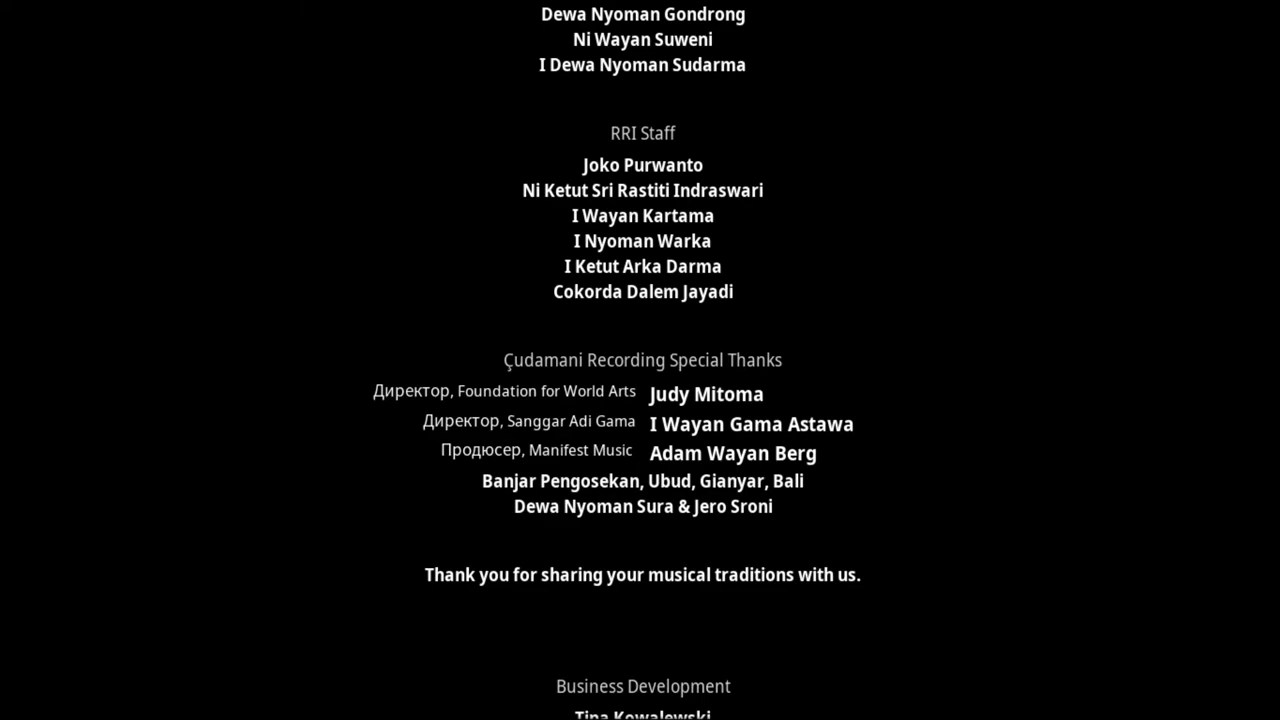 Dewa Nyoman Gondrong
Ni Wayan Suweni
I Dewa Nyoman Sudarma
RRI Staff
Joko Purwanto
Ni Ketut Sri Rastiti Indraswari
I Wayan Kartama
I Nyoman Warka
I Ketut Arka Darma
Cokorda Dalem Jayadi
Çudamani Recording Special Thanks
Директор, Foundation for World Arts Judy Mitoma
Директор, Sanggar Adi Gama I Wayan Gama Astawa
Продюсер, Manifest Music Adam Wayan Berg
Banjar Pengosekan, Ubud, Gianyar, Bali
Dewa Nyoman Sura & Jero Sroni
Thank you for sharing your musical traditions with us.
Business Development
Tina Kowalewski